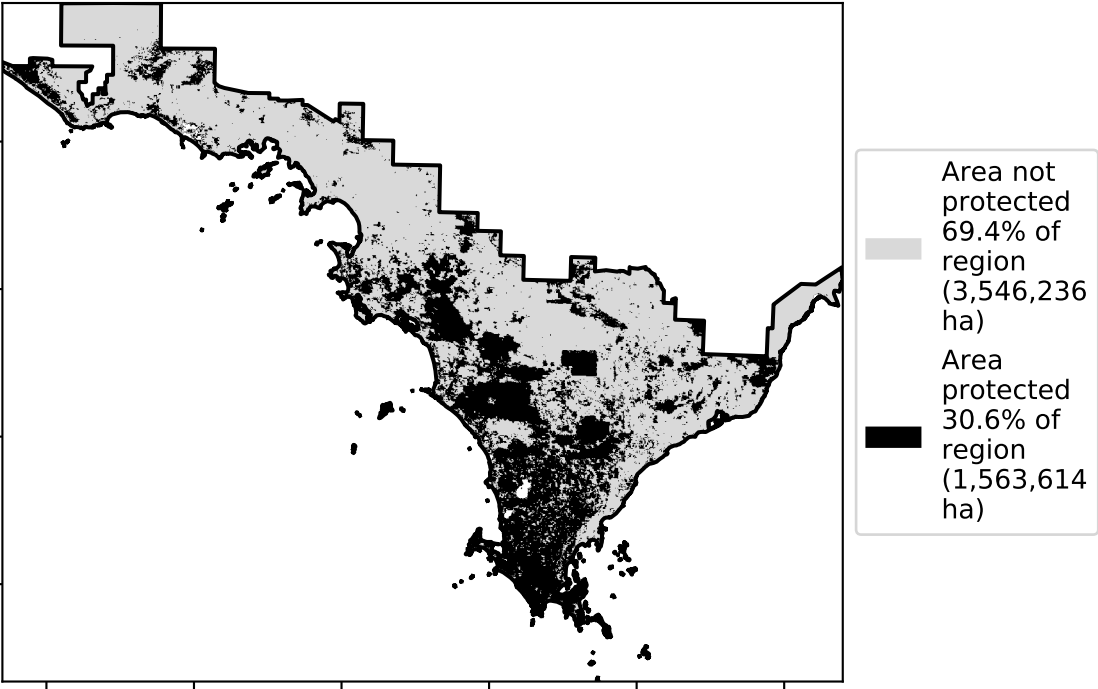 Area not
protected
69.4% of
region
(3,546,236
ha)
Area
protected
30.6% of
region
(1,563,614
ha)